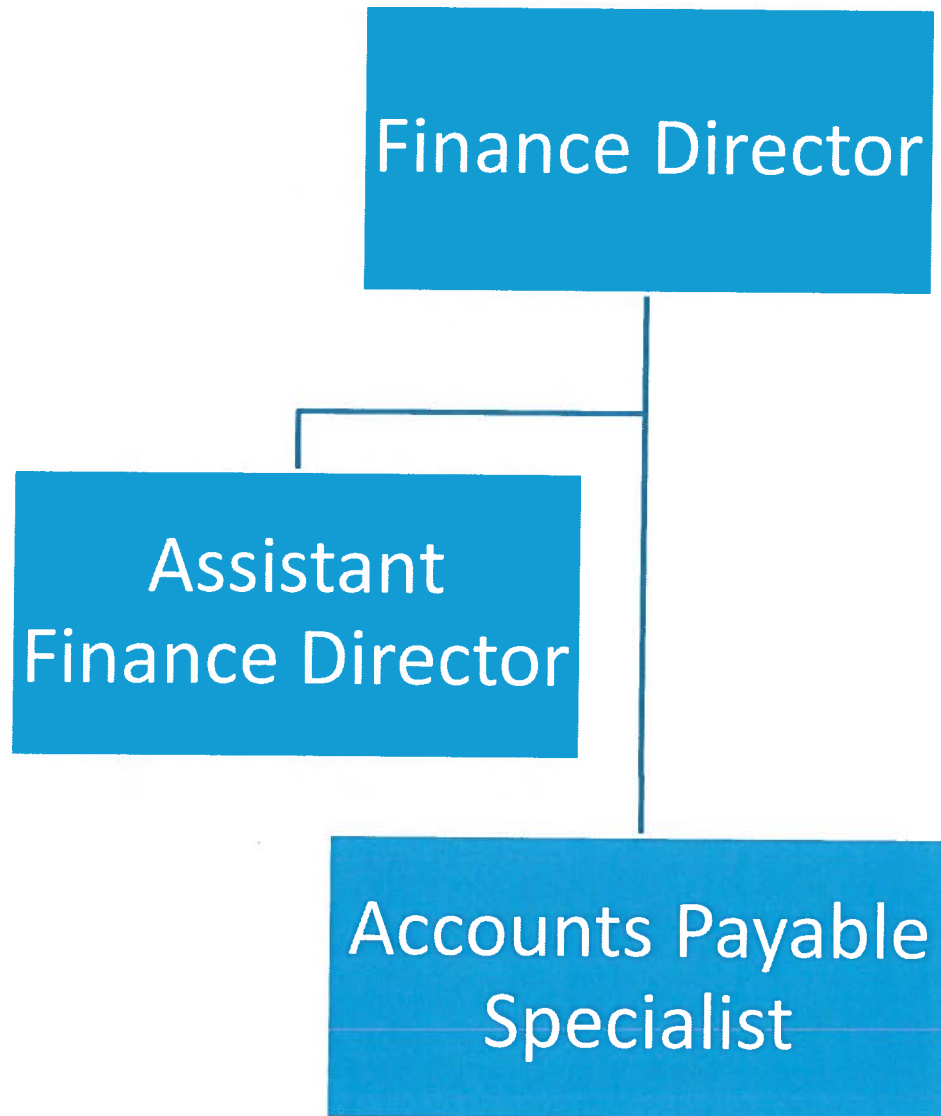 Finance Director
Assistant
Finance Director
Accounts Payable
Specialist